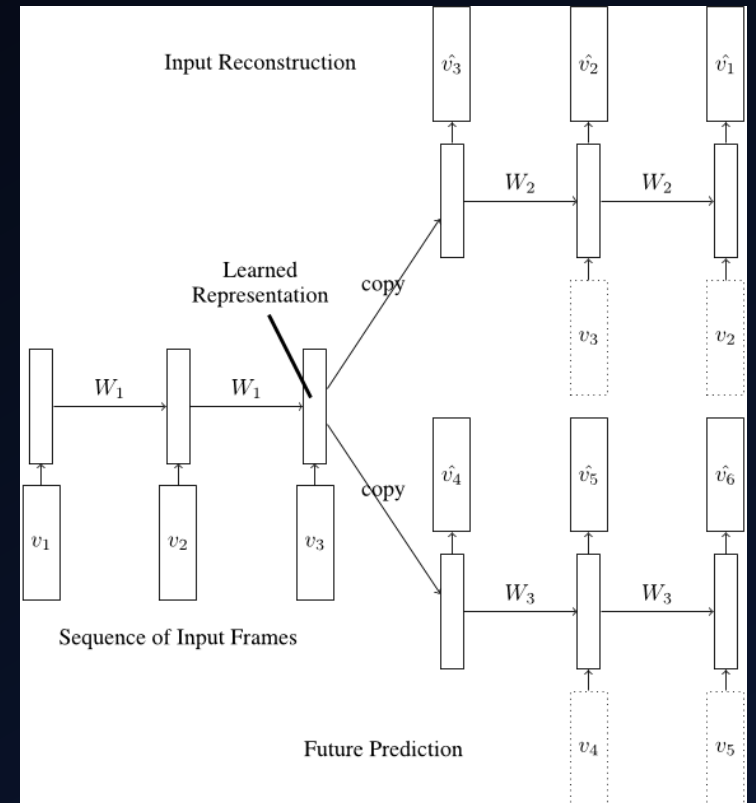 Input Reconstruction
v̂₃ v̂₂ v̂₁
W₂ W₂
Learned
Representation
copy
v₃ v₂
W₁ W₁
v̂₄ v̂₅ v̂₆
copy
v₁ v₂ v₃
W₃ W₃
Sequence of Input Frames
Future Prediction
v₄ v₅